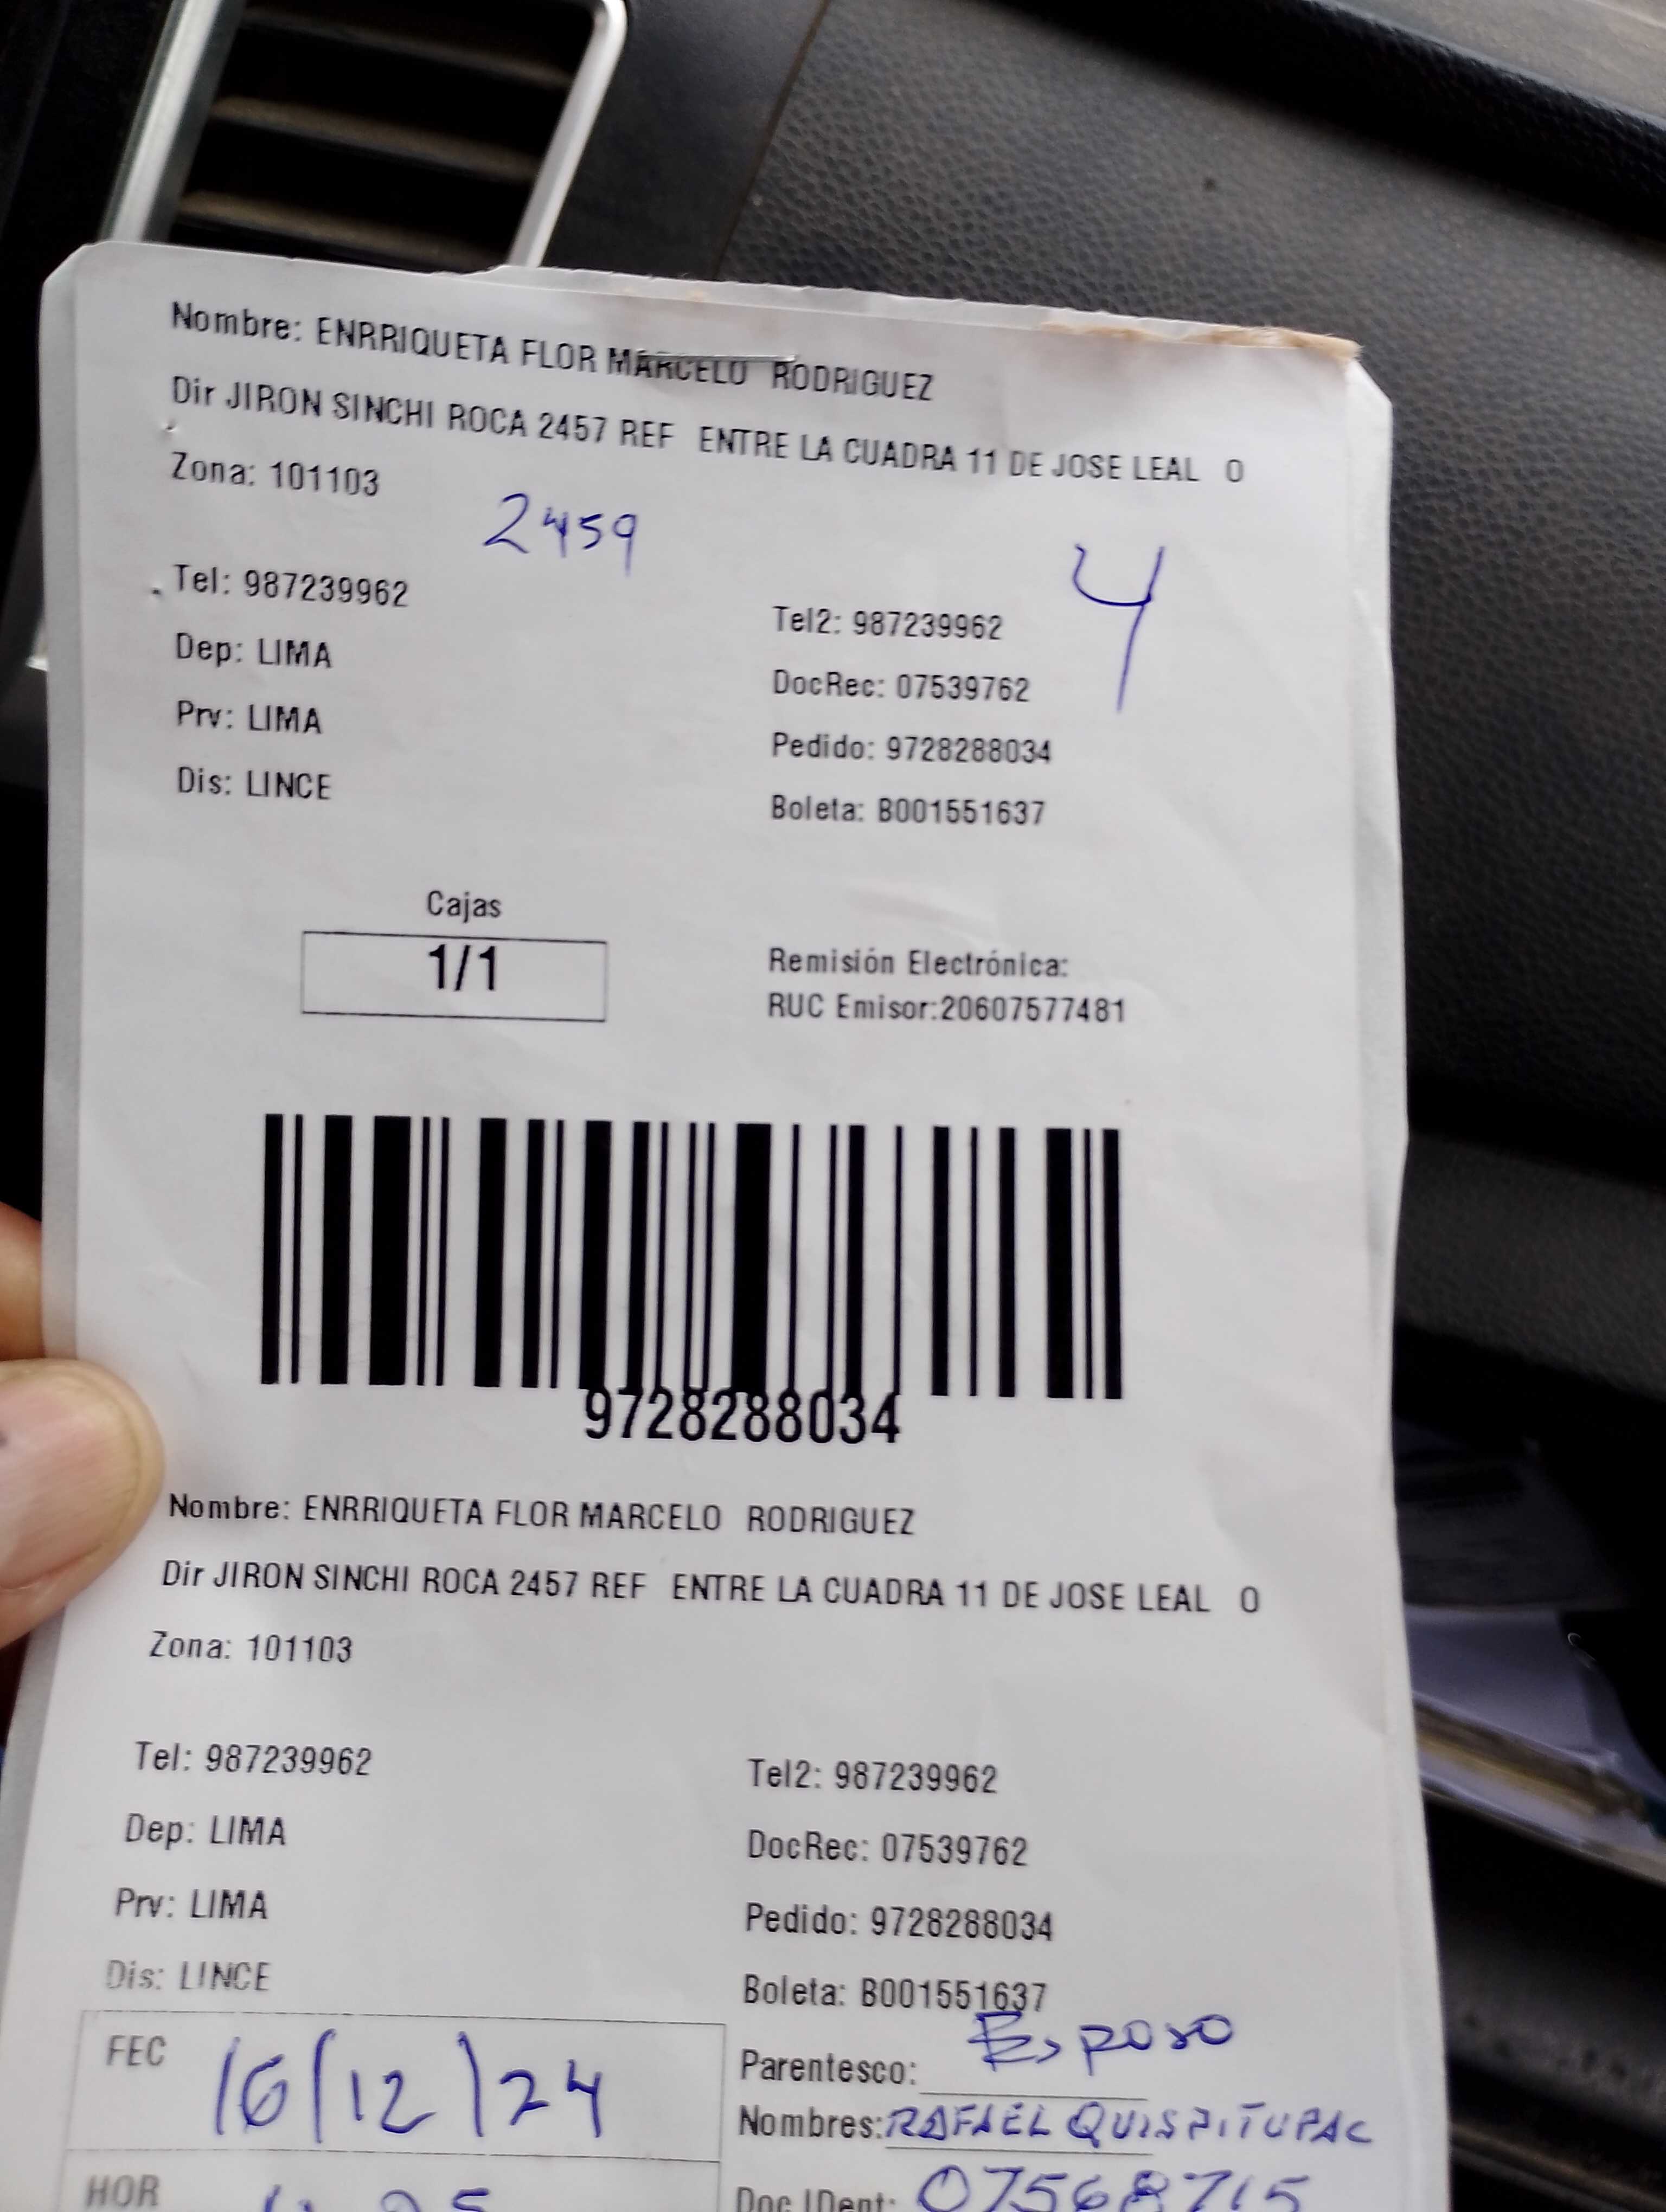 Nombre: ENRRIQUETA FLOR MARCELO RODRIGUEZ
Dir JIRON SINCHI ROCA 2457 REF ENTRE LA CUADRA 11 DE JOSE LEAL O
Zona: 101103
2459
4
Tel: 987239962 Tel2: 987239962
Dep: LIMA DocRec: 07539762
Prv: LIMA Pedido: 9728288034
Dis: LINCE Boleta: B001551637
Cajas
1/1
Remisión Electrónica:
RUC Emisor:20607577481
9728288034
Nombre: ENRRIQUETA FLOR MARCELO RODRIGUEZ
Dir JIRON SINCHI ROCA 2457 REF ENTRE LA CUADRA 11 DE JOSE LEAL O
Zona: 101103
Tel: 987239962 Tel2: 987239962
Dep: LIMA DocRec: 07539762
Prv: LIMA Pedido: 9728288034
Dis: LINCE Boleta: B001551637
FEC 16/12/24
Parentesco: Esposo
Nombres: RAFAEL QUISPITUPAC
HOR
Doc IDent: 07568715